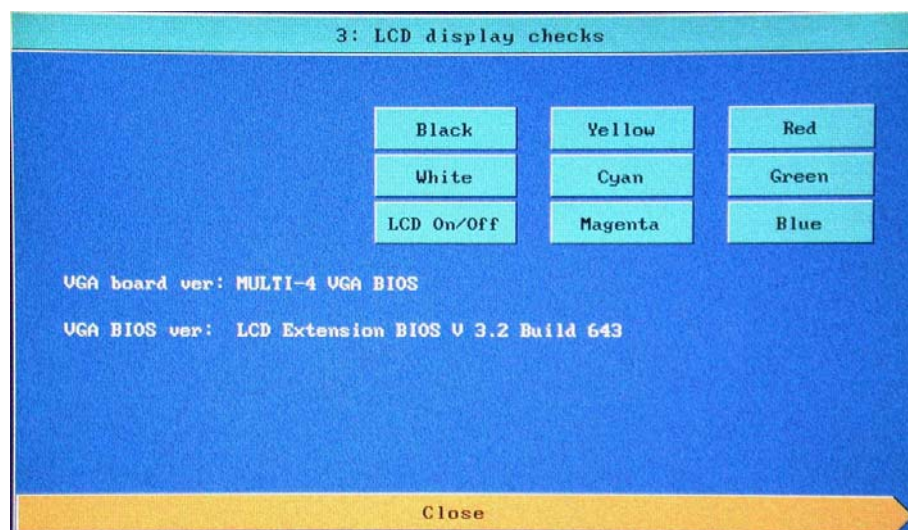 3: LCD display checks
Black Yellow Red
White Cyan Green
LCD On/Off Magenta Blue
VGA board ver: MULTI-4 VGA BIOS
VGA BIOS ver: LCD Extension BIOS V 3.2 Build 643
Close